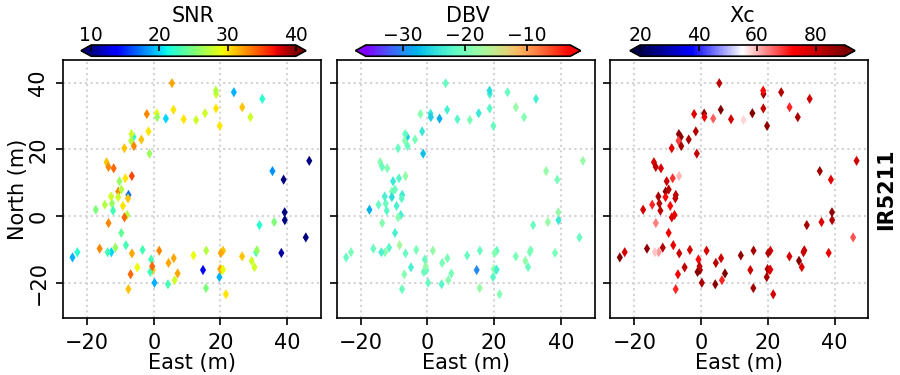 SNR DBV Xc
10 20 30 40 −30 −20 −10 20 40 60 80
40
20
0
−20
North (m)
IR5211
−20 0 20 40 −20 0 20 40 −20 0 20 40
East (m) East (m) East (m)